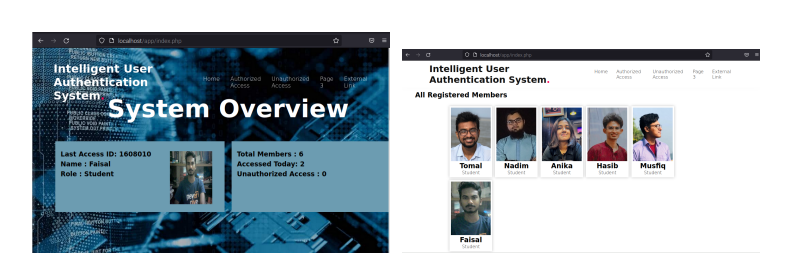 localhost/app/index.php
Intelligent User
Authentication
System.
Home
Authorized
Access
Unauthorized
Access
Page
3
External
Link
System Overview
Last Access ID: 1608010
Name : Faisal
Role : Student
Total Members : 6
Accessed Today: 2
Unauthorized Access : 0
localhost/app/index.php
Intelligent User
Authentication System.
Home
Authorized
Access
Unauthorized
Access
Page
3
External
Link
All Registered Members
Tomal
Student
Nadim
Student
Anika
Student
Hasib
Student
Musfiq
Student
Faisal
Student